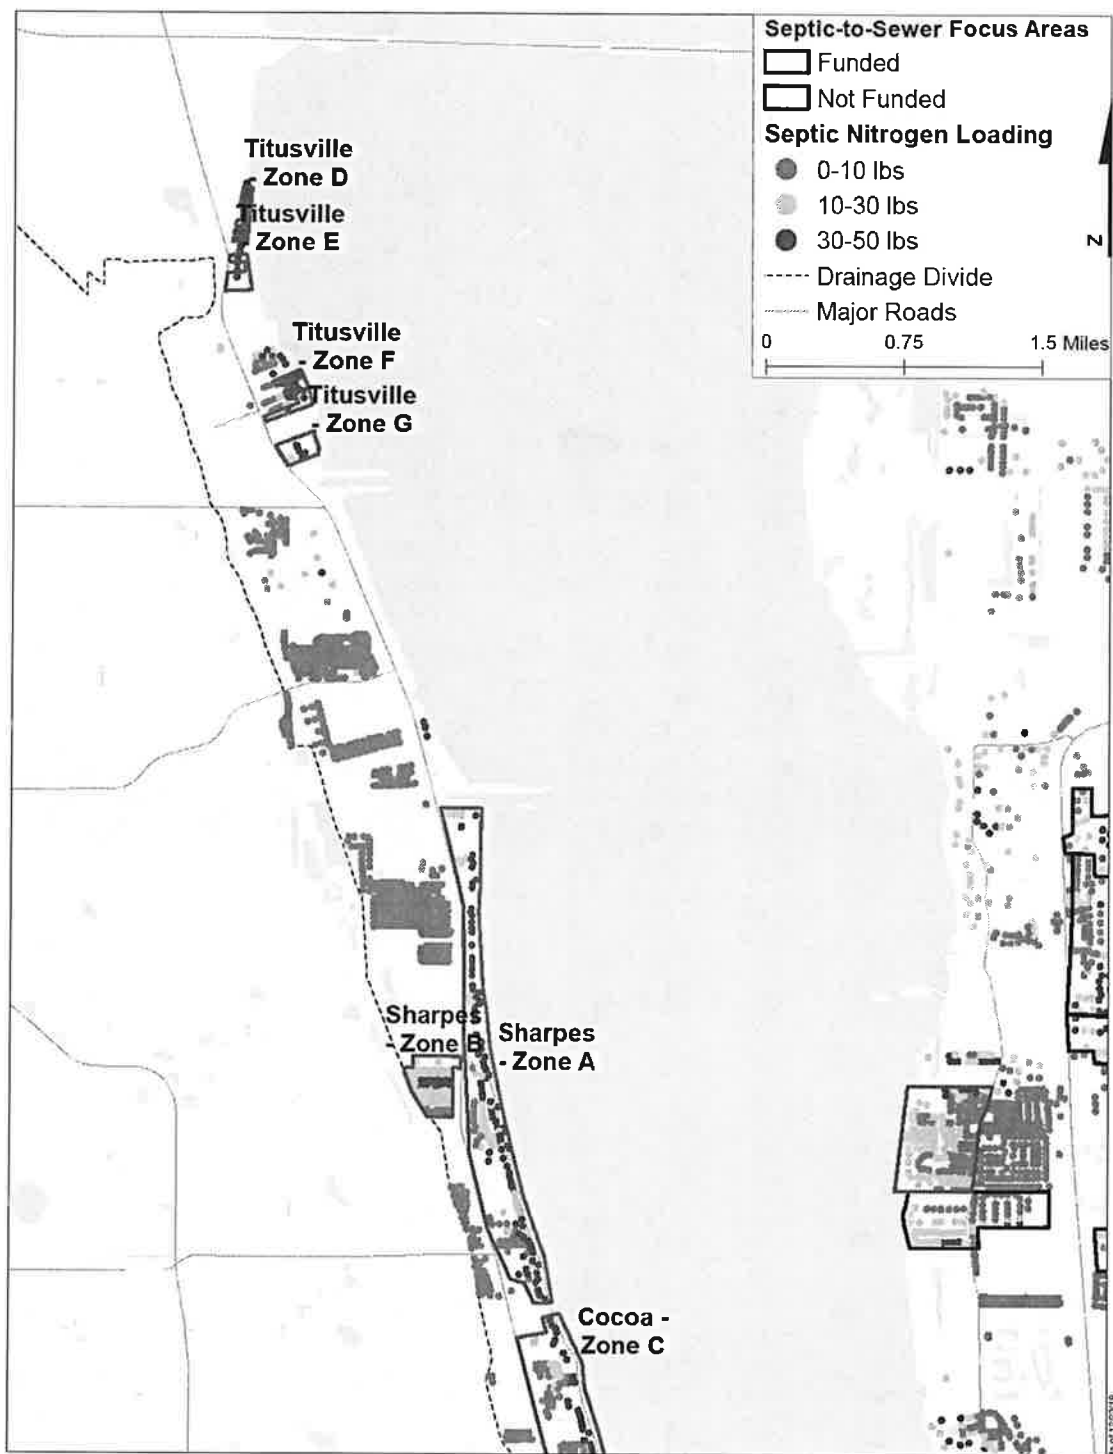 Septic-to-Sewer Focus Areas
Funded
Not Funded
Septic Nitrogen Loading
0-10 lbs
10-30 lbs
30-50 lbs
Drainage Divide
Major Roads
0 0.75 1.5 Miles
Z
Titusville
- Zone D
Titusville
Zone E
Titusville
- Zone F
Titusville
- Zone G
Sharpes
- Zone B
Sharpes
- Zone A
Cocoa -
Zone C